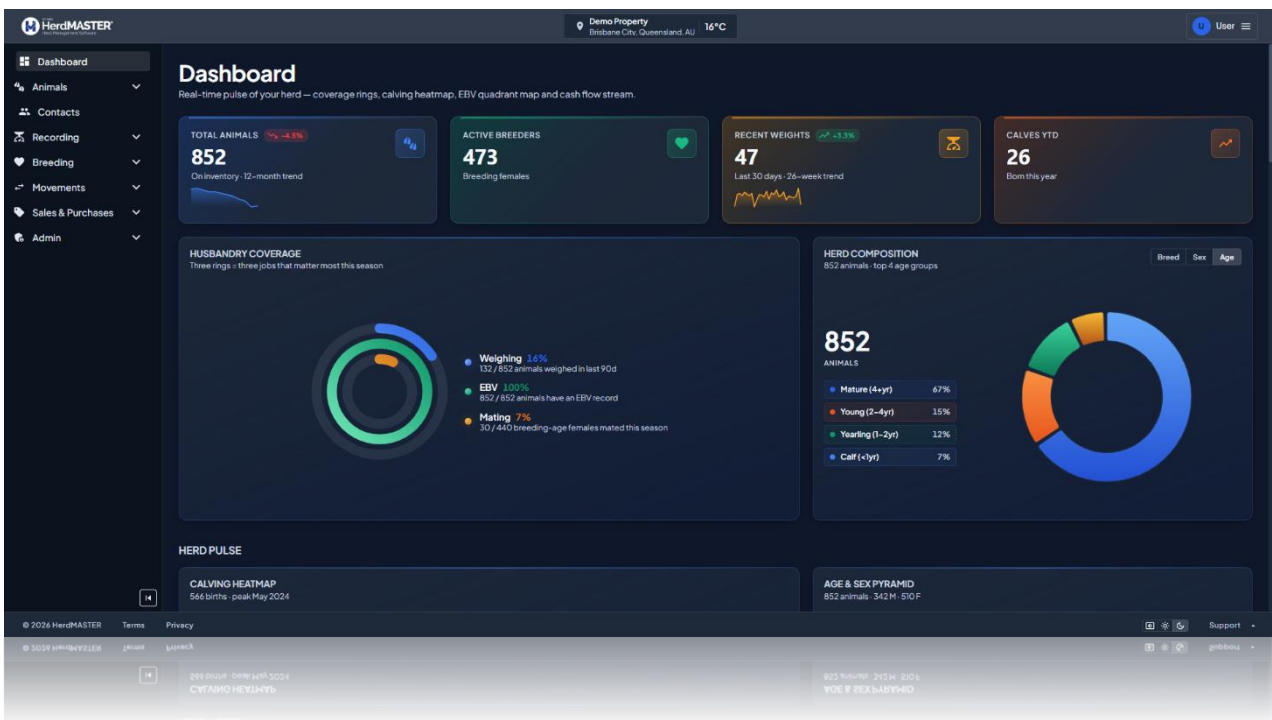 HerdMASTER
Demo Property
Brisbane City, Queensland, AU
16°C
U
User
Dashboard
Animals
Contacts
Recording
Breeding
Movements
Sales & Purchases
Admin
Dashboard
Real-time pulse of your herd — coverage rings, calving heatmap, EBV quadrant map and cash flow stream.
TOTAL ANIMALS -4.5%
852
On inventory · 12-month trend
ACTIVE BREEDERS
473
Breeding females
RECENT WEIGHTS +3.3%
47
Last 30 days · 26-week trend
CALVES YTD
26
Born this year
HUSBANDRY COVERAGE
Three rings = three jobs that matter most this season
Weighing 16%
132 / 852 animals weighed in last 90d
EBV 100%
852 / 852 animals have an EBV record
Mating 7%
30 / 440 breeding-age females mated this season
HERD COMPOSITION
852 animals · top 4 age groups
Breed Sex Age
852
ANIMALS
Mature (4+yr) 67%
Young (2–4yr) 15%
Yearling (1–2yr) 12%
Calf (<1yr) 7%
HERD PULSE
CALVING HEATMAP
566 births · peak May 2024
AGE & SEX PYRAMID
852 animals · 342 M · 510 F
© 2026 HerdMASTER Terms Privacy
Support